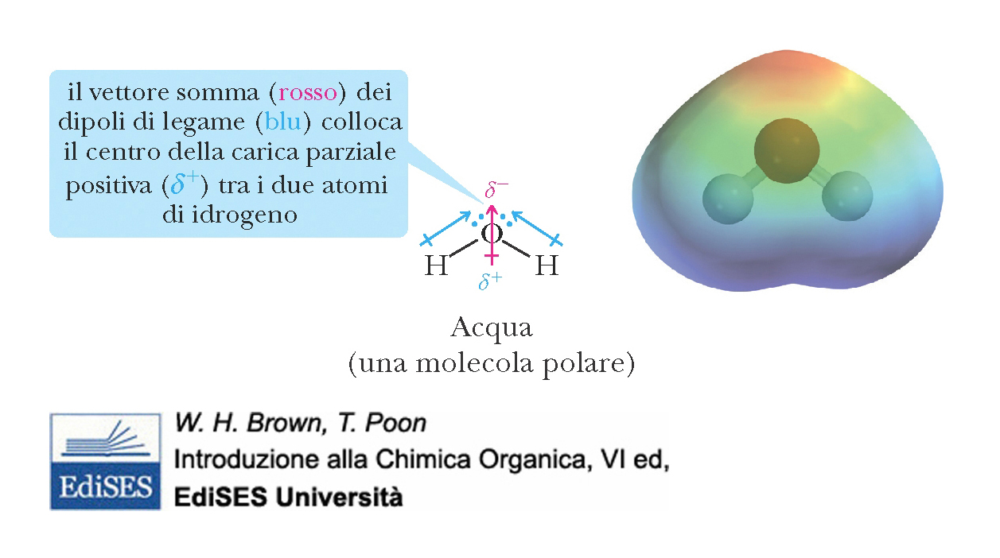 il vettore somma (rosso) dei
dipoli di legame (blu) colloca
il centro della carica parziale
positiva (δ⁺) tra i due atomi
di idrogeno
δ⁻
O
H H
δ⁺
Acqua
(una molecola polare)
EdiSES
W. H. Brown, T. Poon
Introduzione alla Chimica Organica, VI ed,
EdiSES Università